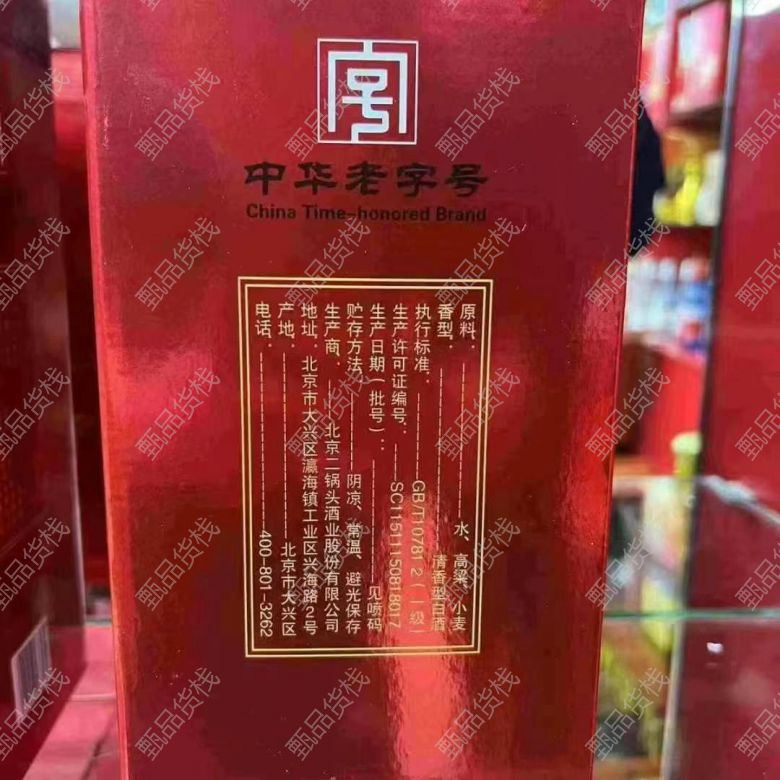 中华老字号
China Time-honored Brand
原料:水、高粱、小麦
香型:清香型白酒
执行标准:GB/T10781.2(一级)
生产许可证编号:SC11511150818017
生产日期(批号):见喷码
贮存方法:阴凉、常温 避光保存
生产商:北京二锅头酒业股份有限公司
地址:北京市大兴区瀛海镇工业区兴海路2号
产地:北京市大兴区
电话:400-801-3262
甄品货栈